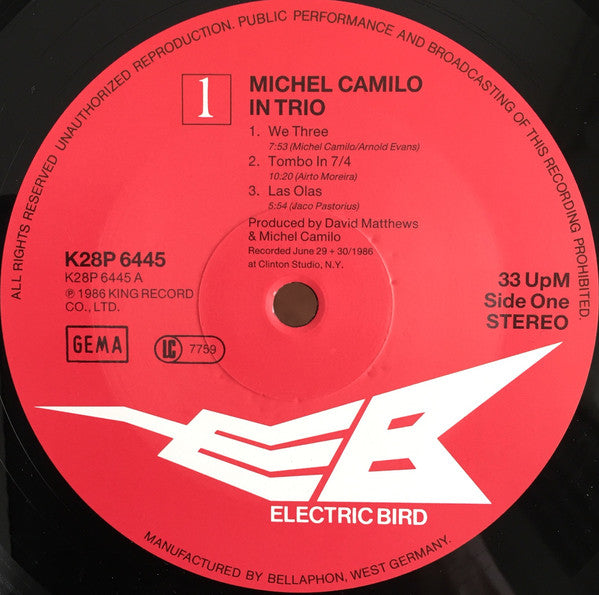 ALL RIGHTS RESERVED UNAUTHORIZED REPRODUCTION. PUBLIC PERFORMANCE AND BROADCASTING OF THIS RECORDING PROHIBITED.
1
MICHEL CAMILO
IN TRIO
1. We Three
7:53 (Michel Camilo/Arnold Evans)
2. Tombo In 7/4
10:20 (Airto Moreira)
3. Las Olas
5:54 (Jaco Pastorius)
Produced by David Matthews
& Michel Camilo
Recorded June 29 + 30/1986
at Clinton Studio, N.Y.
K28P 6445
K28P 6445 A
℗ 1986 KING RECORD
CO., LTD.
GEMA
LC 7759
33 UpM
Side One
STEREO
EB
ELECTRIC BIRD
MANUFACTURED BY BELLAPHON, WEST GERMANY.